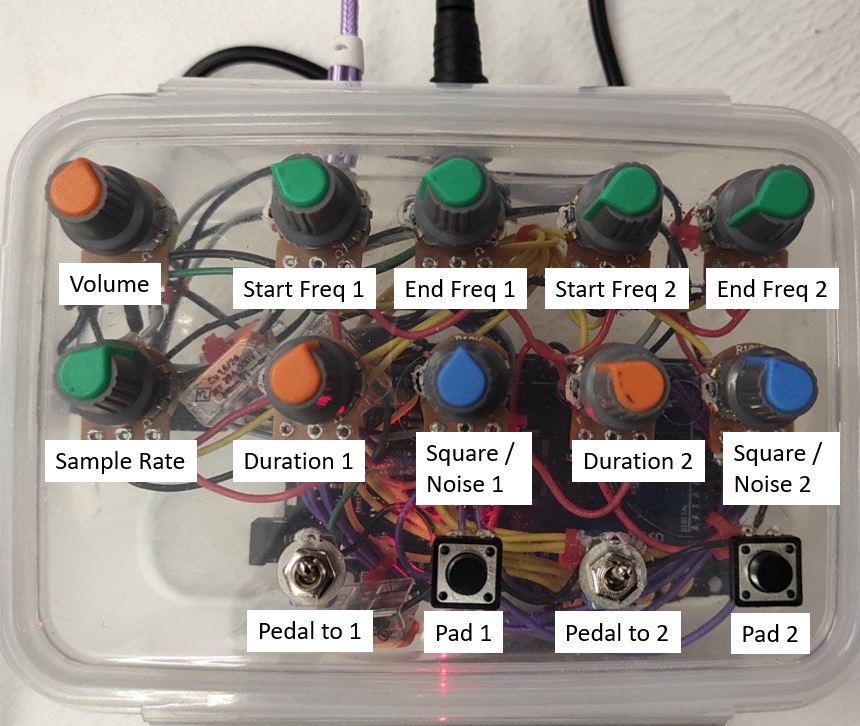 Volume
Start Freq 1
End Freq 1
Start Freq 2
End Freq 2
Sample Rate
Duration 1
Square /
Noise 1
Duration 2
Square /
Noise 2
Pedal to 1
Pad 1
Pedal to 2
Pad 2